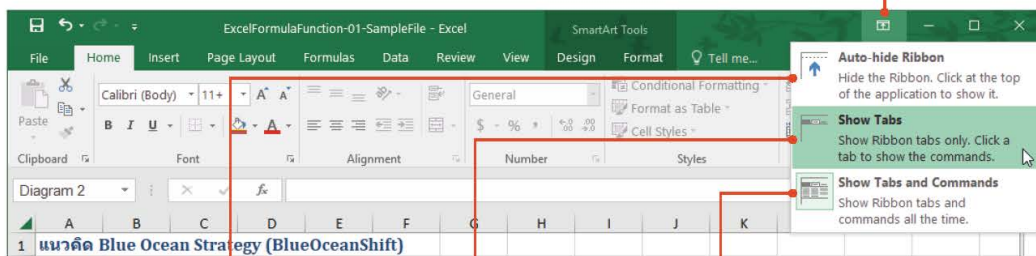 ExcelFormulaFunction-01-SampleFile - Excel
SmartArt Tools
File Home Insert Page Layout Formulas Data Review View Design Format Tell me...
Calibri (Body) 11+ A A General Conditional Formatting
Paste Format as Table
B I U A $ - % , Cell Styles
Clipboard Font Alignment Number Styles
Auto-hide Ribbon
Hide the Ribbon. Click at the top
of the application to show it.
Show Tabs
Show Ribbon tabs only. Click a
tab to show the commands.
Show Tabs and Commands
Show Ribbon tabs and
commands all the time.
Diagram 2 fx
A B C D E F G H I J K
1 แนวคิด Blue Ocean Strategy (BlueOceanShift)